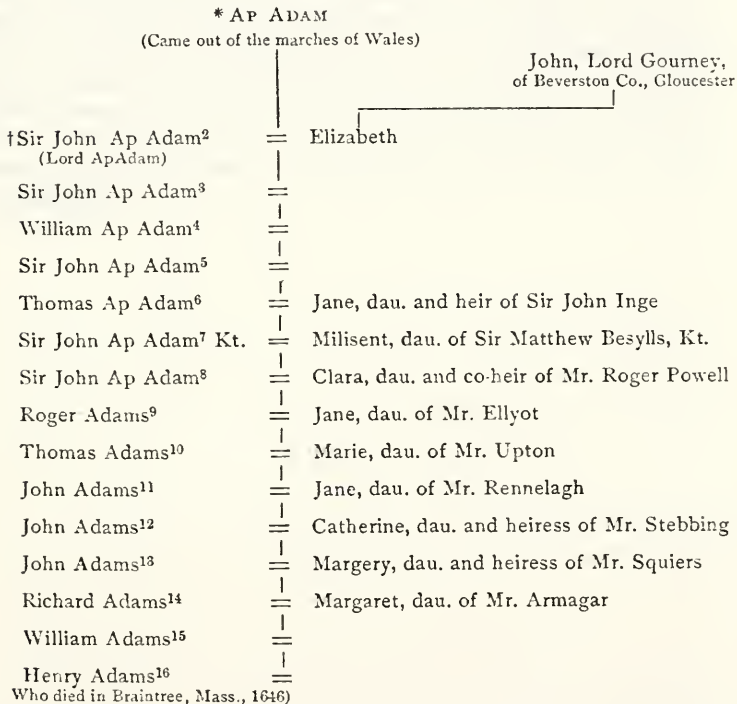 * AP ADAM
(Came out of the marches of Wales)
John, Lord Gourney,
of Beverston Co., Gloucester
†Sir John Ap Adam² = Elizabeth
(Lord ApAdam)
Sir John Ap Adam³ =
William Ap Adam⁴ =
Sir John Ap Adam⁵ =
Thomas Ap Adam⁶ = Jane, dau. and heir of Sir John Inge
Sir John Ap Adam⁷ Kt. = Milisent, dau. of Sir Matthew Besylls, Kt.
Sir John Ap Adam⁸ = Clara, dau. and co-heir of Mr. Roger Powell
Roger Adams⁹ = Jane, dau. of Mr. Ellyot
Thomas Adams¹⁰ = Marie, dau. of Mr. Upton
John Adams¹¹ = Jane, dau. of Mr. Rennelagh
John Adams¹² = Catherine, dau. and heiress of Mr. Stebbing
John Adams¹³ = Margery, dau. and heiress of Mr. Squiers
Richard Adams¹⁴ = Margaret, dau. of Mr. Armagar
William Adams¹⁵ =
Henry Adams¹⁶ =
Who died in Braintree, Mass., 1646)